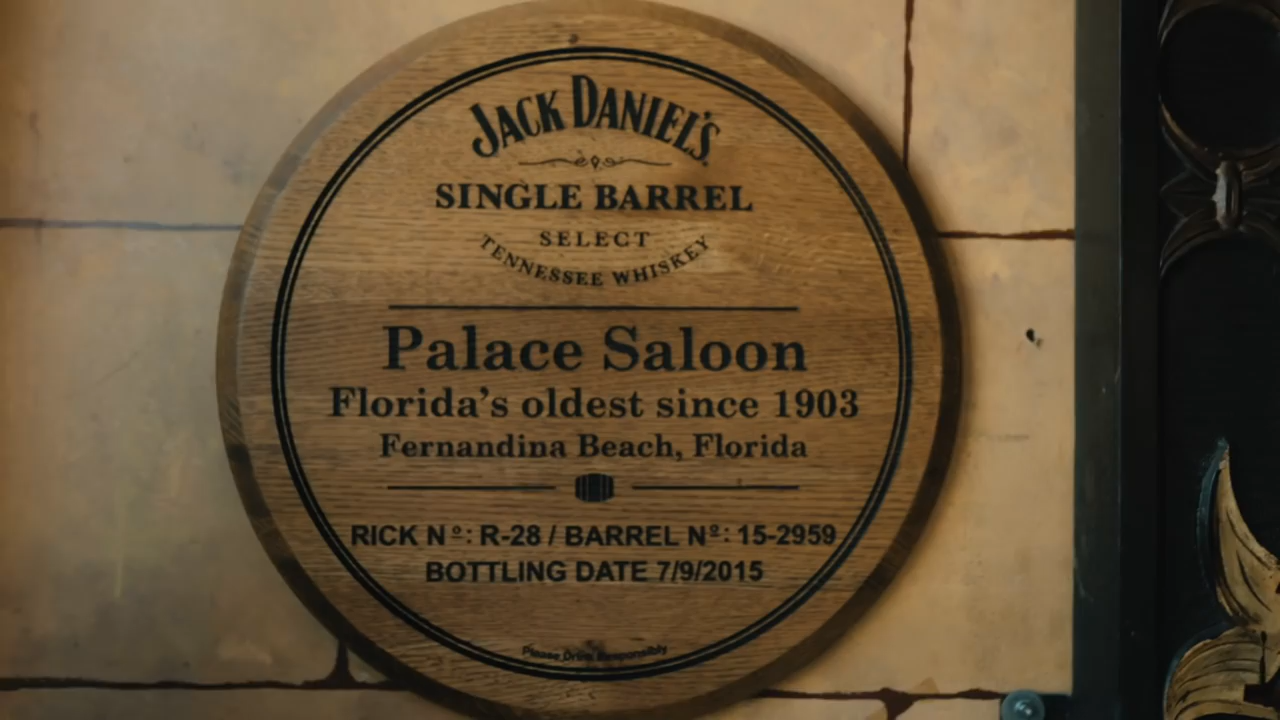 JACK DANIEL'S
SINGLE BARREL
SELECT
TENNESSEE WHISKEY
Palace Saloon
Florida's oldest since 1903
Fernandina Beach, Florida
RICK Nº: R-28 / BARREL Nº: 15-2959
BOTTLING DATE 7/9/2015
Please Drink Responsibly